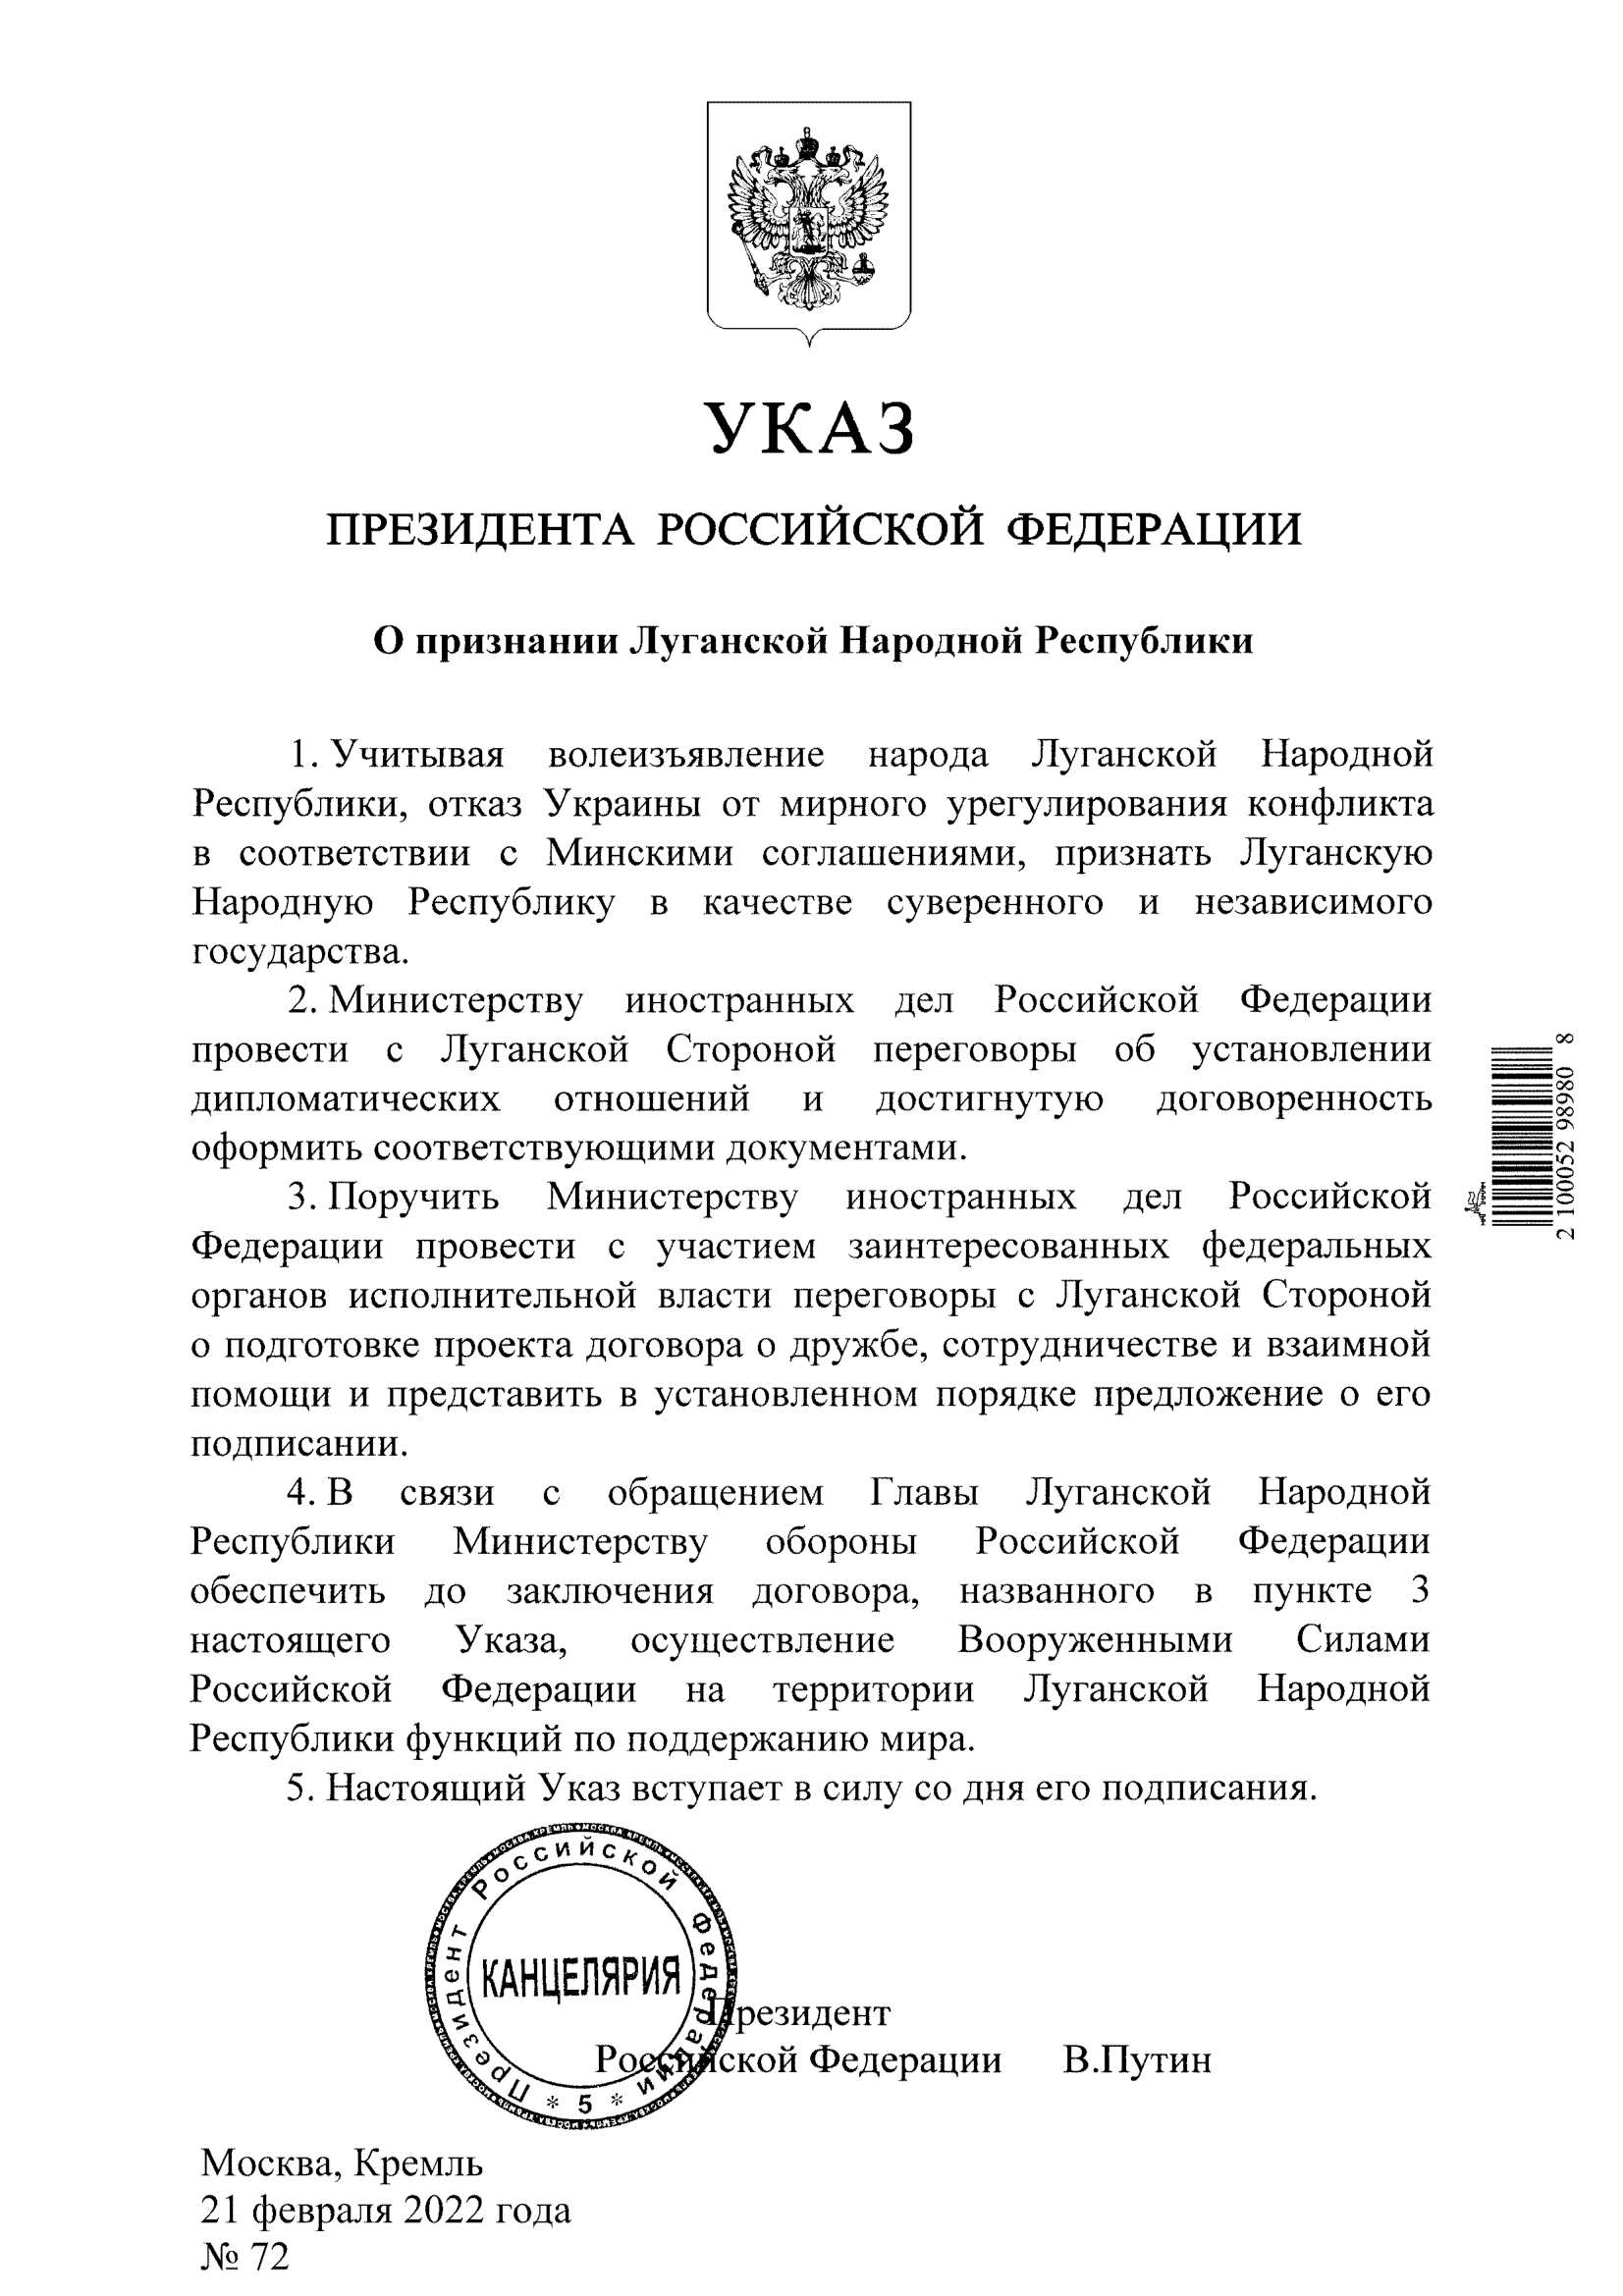 УКАЗ
ПРЕЗИДЕНТА РОССИЙСКОЙ ФЕДЕРАЦИИ
О признании Луганской Народной Республики
1. Учитывая волеизъявление народа Луганской Народной
Республики, отказ Украины от мирного урегулирования конфликта
в соответствии с Минскими соглашениями, признать Луганскую
Народную Республику в качестве суверенного и независимого
государства.
2. Министерству иностранных дел Российской Федерации
провести с Луганской Стороной переговоры об установлении
дипломатических отношений и достигнутую договоренность
оформить соответствующими документами.
3. Поручить Министерству иностранных дел Российской
Федерации провести с участием заинтересованных федеральных
органов исполнительной власти переговоры с Луганской Стороной
о подготовке проекта договора о дружбе, сотрудничестве и взаимной
помощи и представить в установленном порядке предложение о его
подписании.
4. В связи с обращением Главы Луганской Народной
Республики Министерству обороны Российской Федерации
обеспечить до заключения договора, названного в пункте 3
настоящего Указа, осуществление Вооруженными Силами
Российской Федерации на территории Луганской Народной
Республики функций по поддержанию мира.
5. Настоящий Указ вступает в силу со дня его подписания.
Президент Российской Федерации
КАНЦЕЛЯРИЯ
* 5 *
Президент
Российской Федерации В.Путин
Москва, Кремль
21 февраля 2022 года
№ 72
2 100052 98980 8